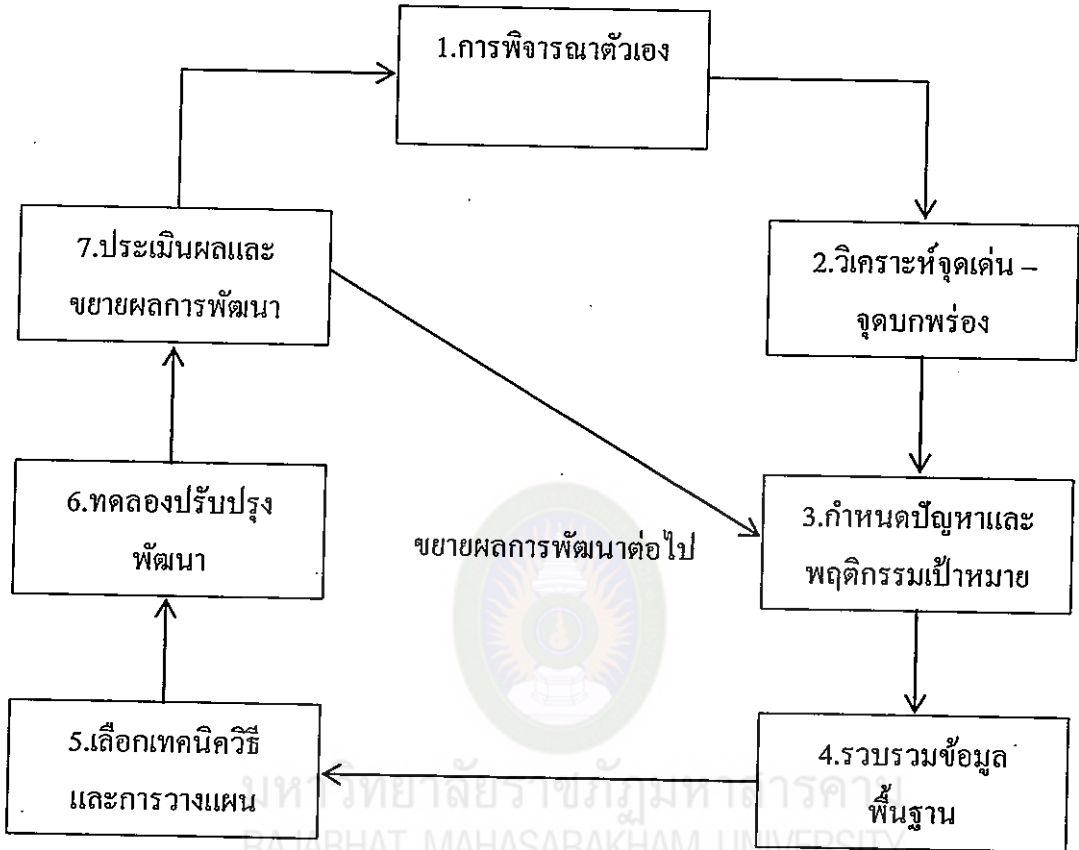 1.การพิจารณาตัวเอง
7.ประเมินผลและ
ขยายผลการพัฒนา
2.วิเคราะห์จุดเด่น –
จุดบกพร่อง
6.ทดลองปรับปรุง
พัฒนา
ขยายผลการพัฒนาต่อไป
3.กำหนดปัญหาและ
พฤติกรรมเป้าหมาย
5.เลือกเทคนิควิธี
และการวางแผน
4.รวบรวมข้อมูล
พื้นฐาน
มหาวิทยาลัยราชภัฏมหาสารคาม
RAJABHAT MAHASARAKHAM UNIVERSITY